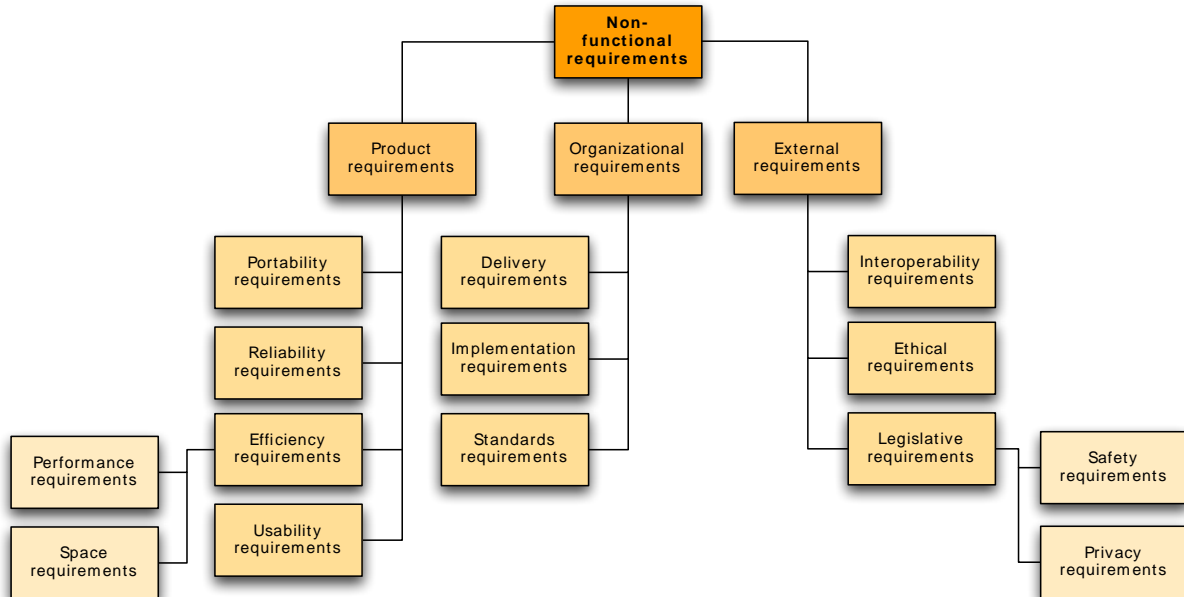 Non-
functional
requirements
Product
requirements
Organizational
requirements
External
requirements
Portability
requirements
Delivery
requirements
Interoperability
requirements
Reliability
requirements
Implementation
requirements
Ethical
requirements
Efficiency
requirements
Standards
requirements
Legislative
requirements
Performance
requirements
Safety
requirements
Usability
requirements
Space
requirements
Privacy
requirements